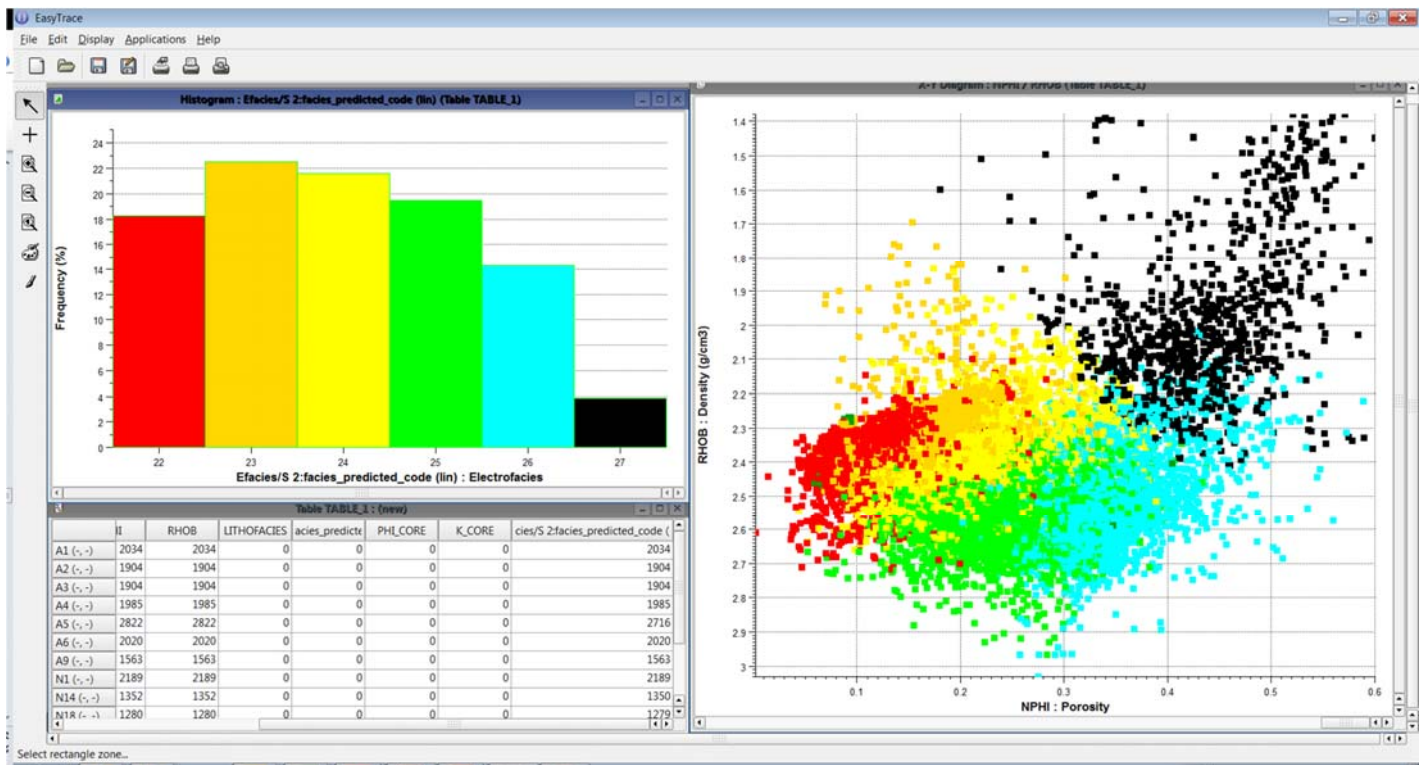 EasyTrace
File Edit Display Applications Help
Histogram : Efacies/S 2:facies_predicted_code (lin) (Table TABLE_1)
24
22
20
18
16
14
12
10
8
6
4
2
0
Frequency (%)
22 23 24 25 26 27
Efacies/S 2:facies_predicted_code (lin) : Electrofacies
Table TABLE_1 : (new)
II RHOB LITHOFACIES acies_predicte PHI_CORE K_CORE cies/S 2:facies_predicted_code (
A1 (-, -) 2034 2034 0 0 0 0 2034
A2 (-, -) 1904 1904 0 0 0 0 1904
A3 (-, -) 1904 1904 0 0 0 0 1904
A4 (-, -) 1985 1985 0 0 0 0 1985
A5 (-, -) 2822 2822 0 0 0 0 2716
A6 (-, -) 2020 2020 0 0 0 0 2020
A9 (-, -) 1563 1563 0 0 0 0 1563
N1 (-, -) 2189 2189 0 0 0 0 2189
N14 (-, -) 1352 1352 0 0 0 0 1350
N18 (-, -) 1280 1280 0 0 0 0 1279
X-Y Diagram : NPHI / RHOB (Table TABLE_1)
1.4
1.5
1.6
1.7
1.8
1.9
2
2.1
2.2
2.3
2.4
2.5
2.6
2.7
2.8
2.9
3
RHOB : Density (g/cm3)
0.1 0.2 0.3 0.4 0.5 0.6
NPHI : Porosity
Select rectangle zone...